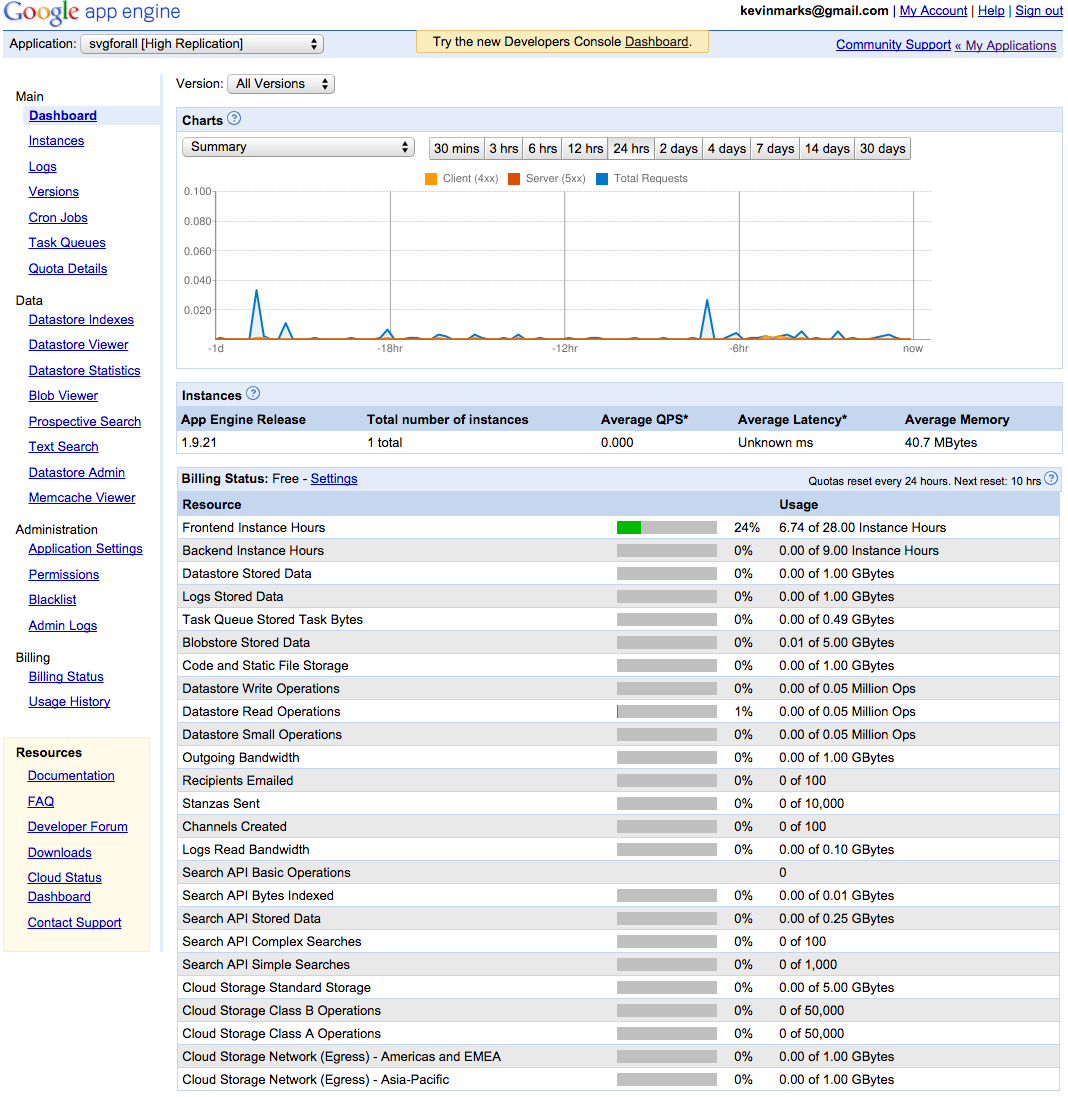 Google app engine
kevinmarks@gmail.com | My Account | Help | Sign out
Application: svgforall [High Replication]
Try the new Developers Console Dashboard.
Community Support « My Applications
Main
Dashboard
Instances
Logs
Versions
Cron Jobs
Task Queues
Quota Details
Data
Datastore Indexes
Datastore Viewer
Datastore Statistics
Blob Viewer
Prospective Search
Text Search
Datastore Admin
Memcache Viewer
Administration
Application Settings
Permissions
Blacklist
Admin Logs
Billing
Billing Status
Usage History
Resources
Documentation
FAQ
Developer Forum
Downloads
Cloud Status
Dashboard
Contact Support
Version: All Versions
Charts ?
Summary
30 mins 3 hrs 6 hrs 12 hrs 24 hrs 2 days 4 days 7 days 14 days 30 days
Client (4xx) Server (5xx) Total Requests
0.100
0.080
0.060
0.040
0.020
-1d -18hr -12hr -6hr now
Instances ?
App Engine Release Total number of instances Average QPS* Average Latency* Average Memory
1.9.21 1 total 0.000 Unknown ms 40.7 MBytes
Billing Status: Free - Settings
Quotas reset every 24 hours. Next reset: 10 hrs ?
Resource Usage
Frontend Instance Hours 24% 6.74 of 28.00 Instance Hours
Backend Instance Hours 0% 0.00 of 9.00 Instance Hours
Datastore Stored Data 0% 0.00 of 1.00 GBytes
Logs Stored Data 0% 0.00 of 1.00 GBytes
Task Queue Stored Task Bytes 0% 0.00 of 0.49 GBytes
Blobstore Stored Data 0% 0.01 of 5.00 GBytes
Code and Static File Storage 0% 0.00 of 1.00 GBytes
Datastore Write Operations 0% 0.00 of 0.05 Million Ops
Datastore Read Operations 1% 0.00 of 0.05 Million Ops
Datastore Small Operations 0% 0.00 of 0.05 Million Ops
Outgoing Bandwidth 0% 0.00 of 1.00 GBytes
Recipients Emailed 0% 0 of 100
Stanzas Sent 0% 0 of 10,000
Channels Created 0% 0 of 100
Logs Read Bandwidth 0% 0.00 of 0.10 GBytes
Search API Basic Operations 0
Search API Bytes Indexed 0% 0.00 of 0.01 GBytes
Search API Stored Data 0% 0.00 of 0.25 GBytes
Search API Complex Searches 0% 0 of 100
Search API Simple Searches 0% 0 of 1,000
Cloud Storage Standard Storage 0% 0.00 of 5.00 GBytes
Cloud Storage Class B Operations 0% 0 of 50,000
Cloud Storage Class A Operations 0% 0 of 50,000
Cloud Storage Network (Egress) - Americas and EMEA 0% 0.00 of 1.00 GBytes
Cloud Storage Network (Egress) - Asia-Pacific 0% 0.00 of 1.00 GBytes